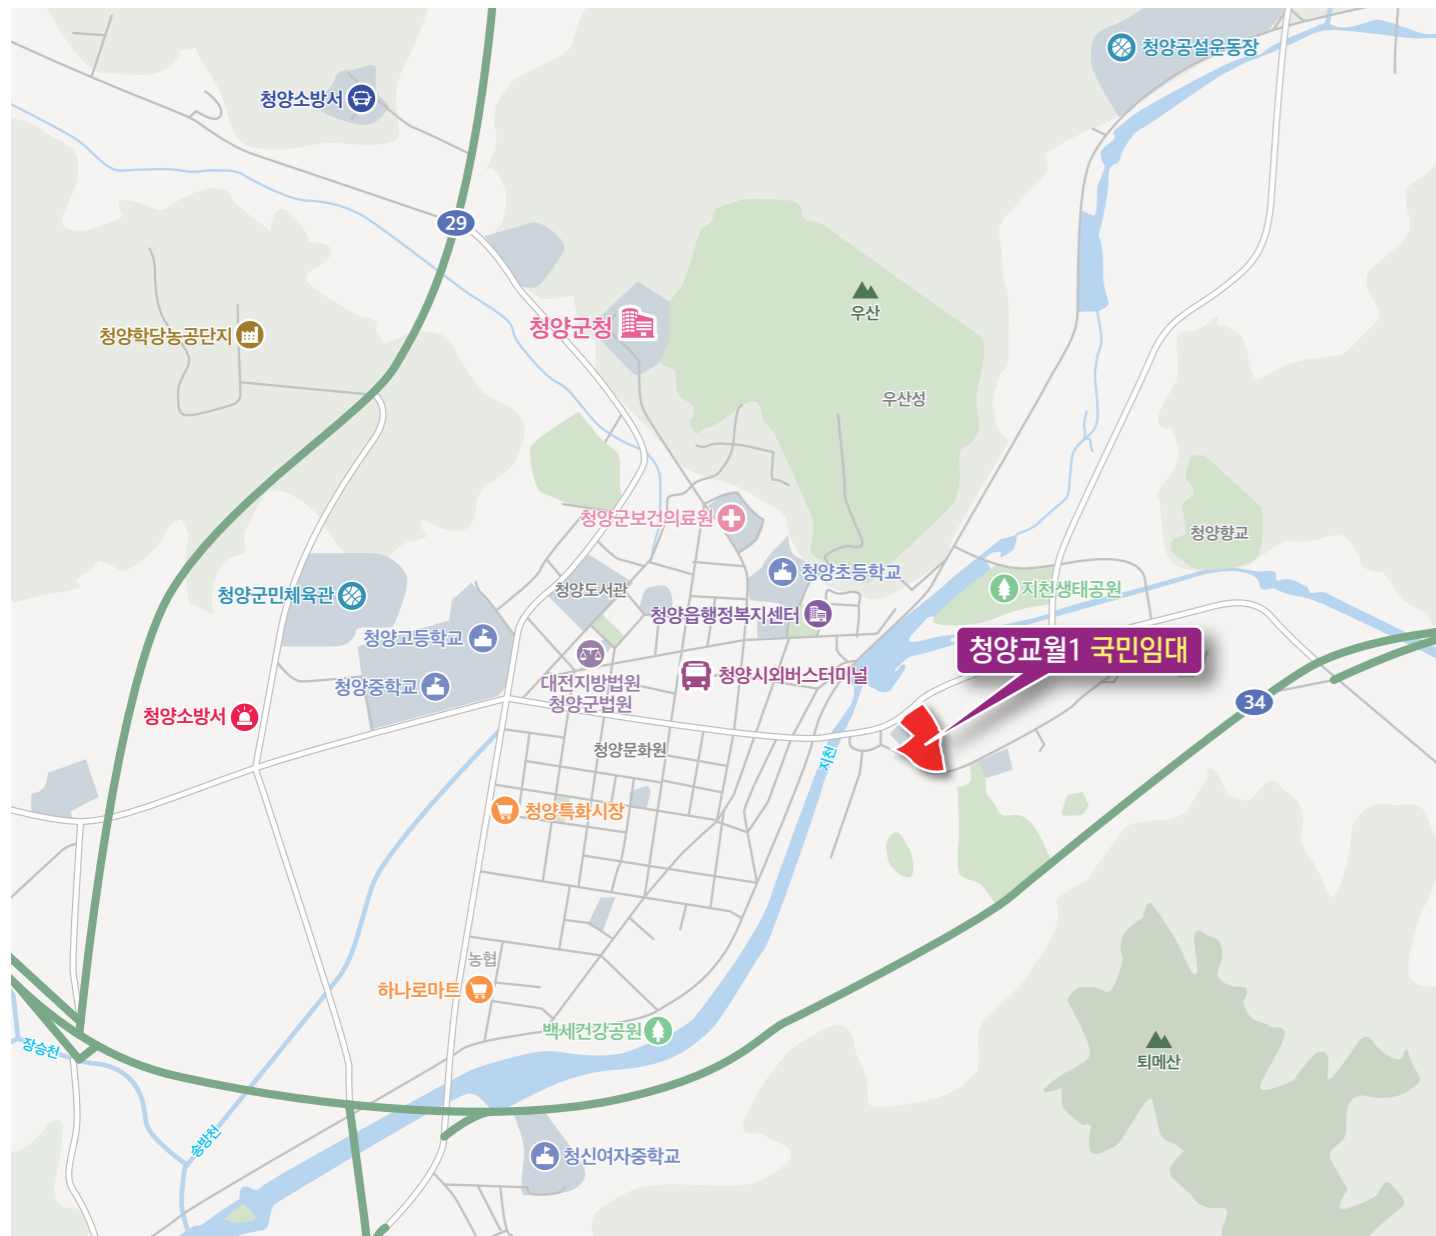 청양공설운동장
청양소방서
29
우산
청양군청
청양학당농공단지
우산성
청양군보건의료원
청양향교
청양초등학교
청양도서관
지천생태공원
청양군민체육관
청양읍행정복지센터
청양고등학교
청양교월1 국민임대
대전지방법원
청양군법원
청양시외버스터미널
청양중학교
34
청양소방서
청양문화원
지천
청양특화시장
농협
하나로마트
백세건강공원
장승천
퇴메산
송방천
청신여자중학교